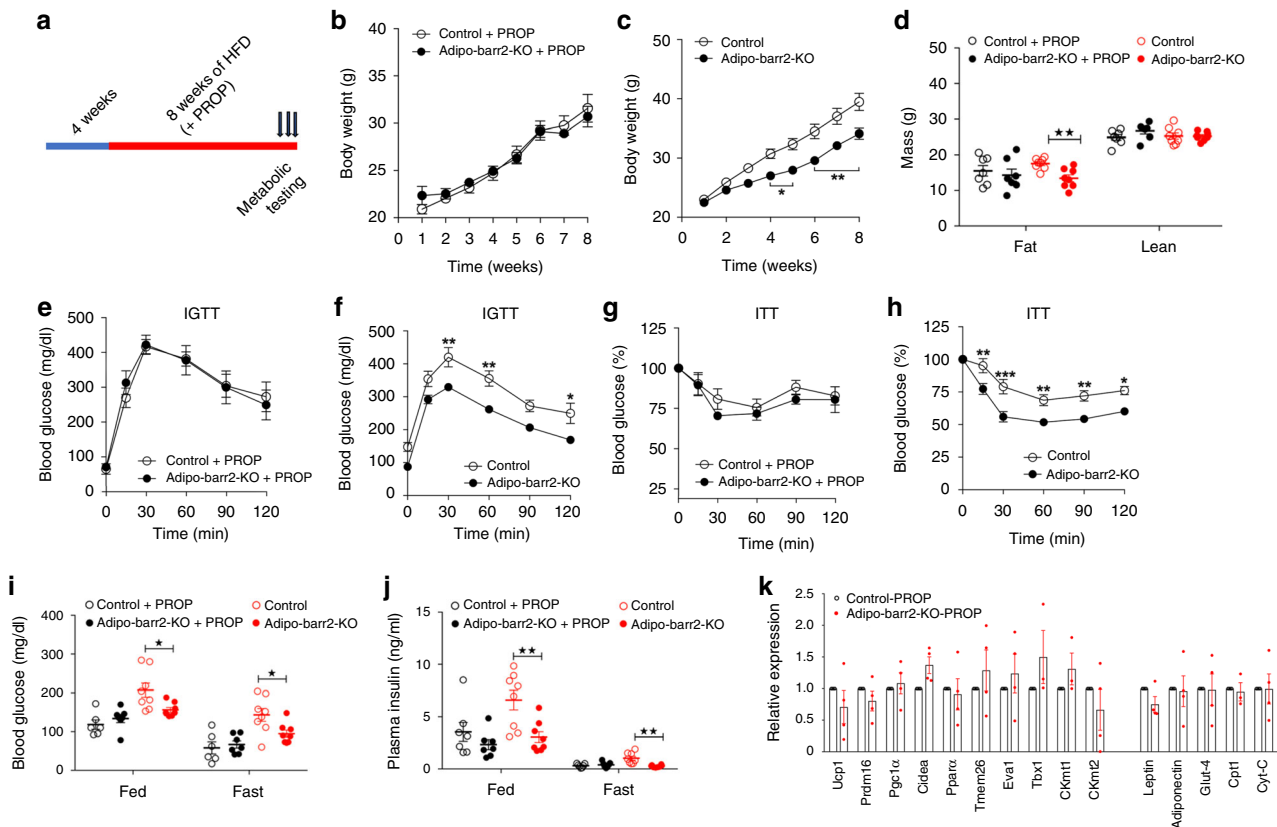 a
4 weeks
8 weeks of HFD
(+ PROP)
Metabolic
testing
b
Control + PROP
Adipo-barr2-KO + PROP
Body weight (g)
35
30
25
20
0 1 2 3 4 5 6 7 8
Time (weeks)
c
Control
Adipo-barr2-KO
Body weight (g)
50
40
30
20
*
**
0 2 4 6 8
Time (weeks)
d
Control + PROP
Control
Adipo-barr2-KO + PROP
Adipo-barr2-KO
Mass (g)
50
40
30
20
10
0
★★
Fat
Lean
e
IGTT
Blood glucose (mg/dl)
500
400
300
200
100
0
Control + PROP
Adipo-barr2-KO + PROP
0 30 60 90 120
Time (min)
f
IGTT
Blood glucose (mg/dl)
500
400
300
200
100
0
** ** *
Control
Adipo-barr2-KO
0 30 60 90 120
Time (min)
g
ITT
Blood glucose (%)
125
100
75
50
25
Control + PROP
Adipo-barr2-KO + PROP
0 30 60 90 120
Time (min)
h
ITT
Blood glucose (%)
125
100
75
50
25
0
** *** ** ** *
Control
Adipo-barr2-KO
0 30 60 90 120
Time (min)
i
Control + PROP
Control
Adipo-barr2-KO + PROP
Adipo-barr2-KO
Blood glucose (mg/dl)
400
300
200
100
0
★
★
Fed
Fast
j
Control + PROP
Control
Adipo-barr2-KO + PROP
Adipo-barr2-KO
Plasma insulin (ng/ml)
15
10
5
0
★★
★★
Fed
Fast
k
Control-PROP
Adipo-barr2-KO-PROP
Relative expression
2.5
2.0
1.5
1.0
0.5
0
Ucp1
Prdrm16
Pgc1α
Cidea
Pparα
Tmem26
Eva1
Tbx1
CKmt1
CKmt2
Leptin
Adiponectin
Glut-4
Cpt1
Cyt-C